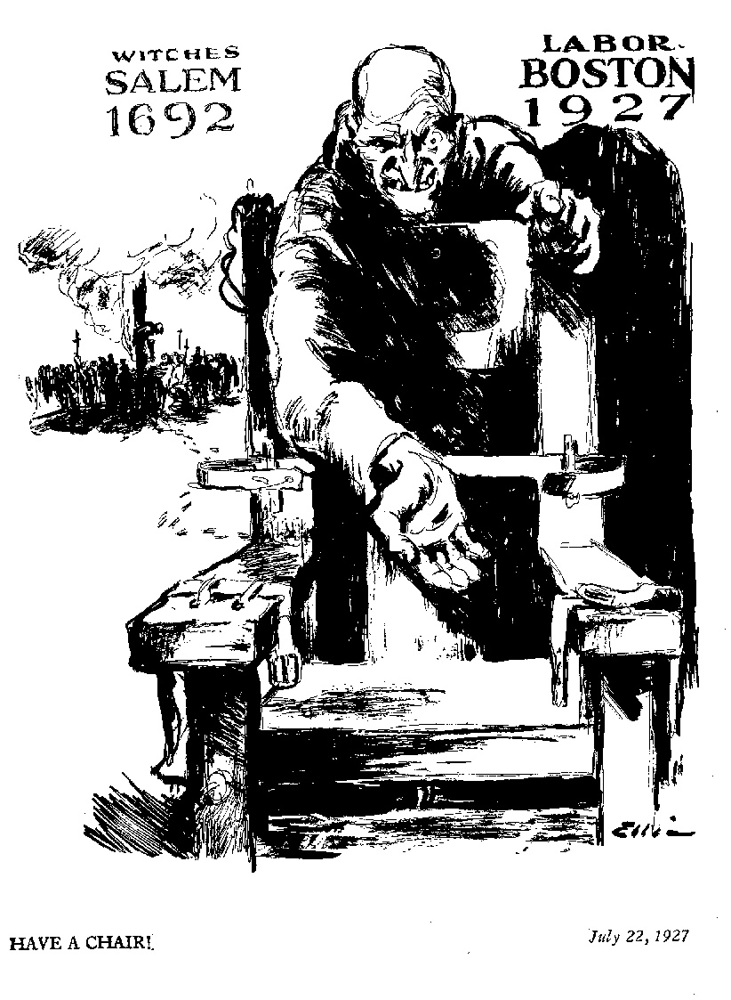 WITCHES
SALEM
1692
LABOR
BOSTON
1927
HAVE A CHAIR!
July 22, 1927